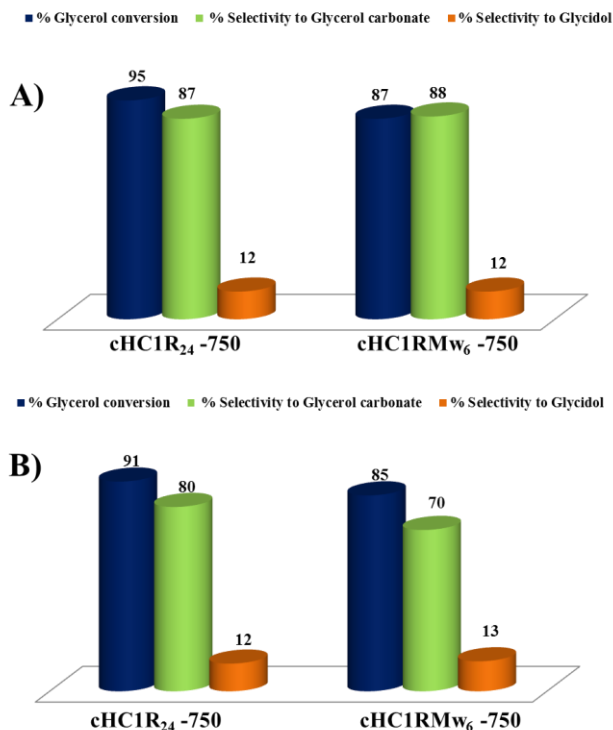 % Glycerol conversion % Selectivity to Glycerol carbonate % Selectivity to Glycidol
A)
95
87
12
87
88
12
cHC1R₂₄ -750 cHC1RMw₆ -750
% Glycerol conversion % Selectivity to Glycerol carbonate % Selectivity to Glycidol
B)
91
80
12
85
70
13
cHC1R₂₄ -750 cHC1RMw₆ -750